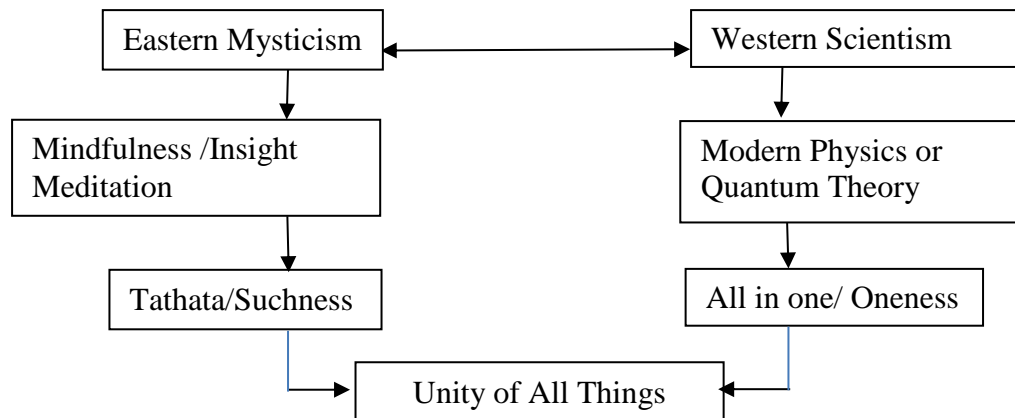 Eastern Mysticism
Western Scientism
Mindfulness /Insight
Meditation
Modern Physics or
Quantum Theory
Tathata/Suchness
All in one/ Oneness
Unity of All Things